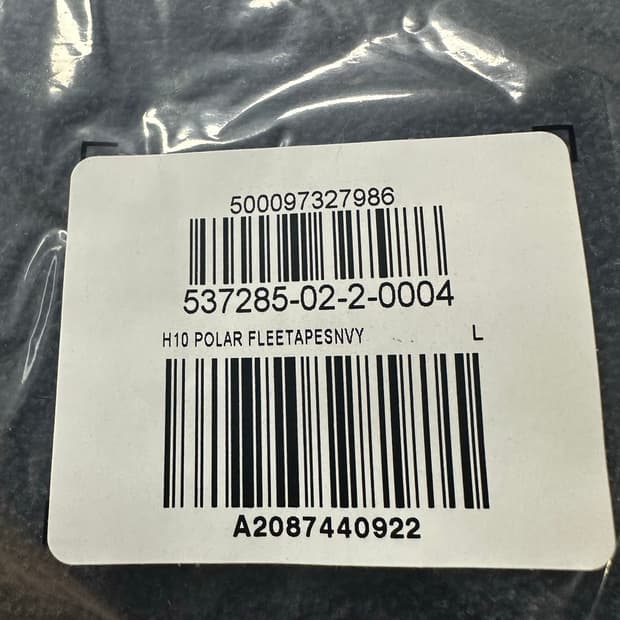 500097327986
537285-02-2-0004
H10 POLAR FLEETAPESNVY L
A2087440922